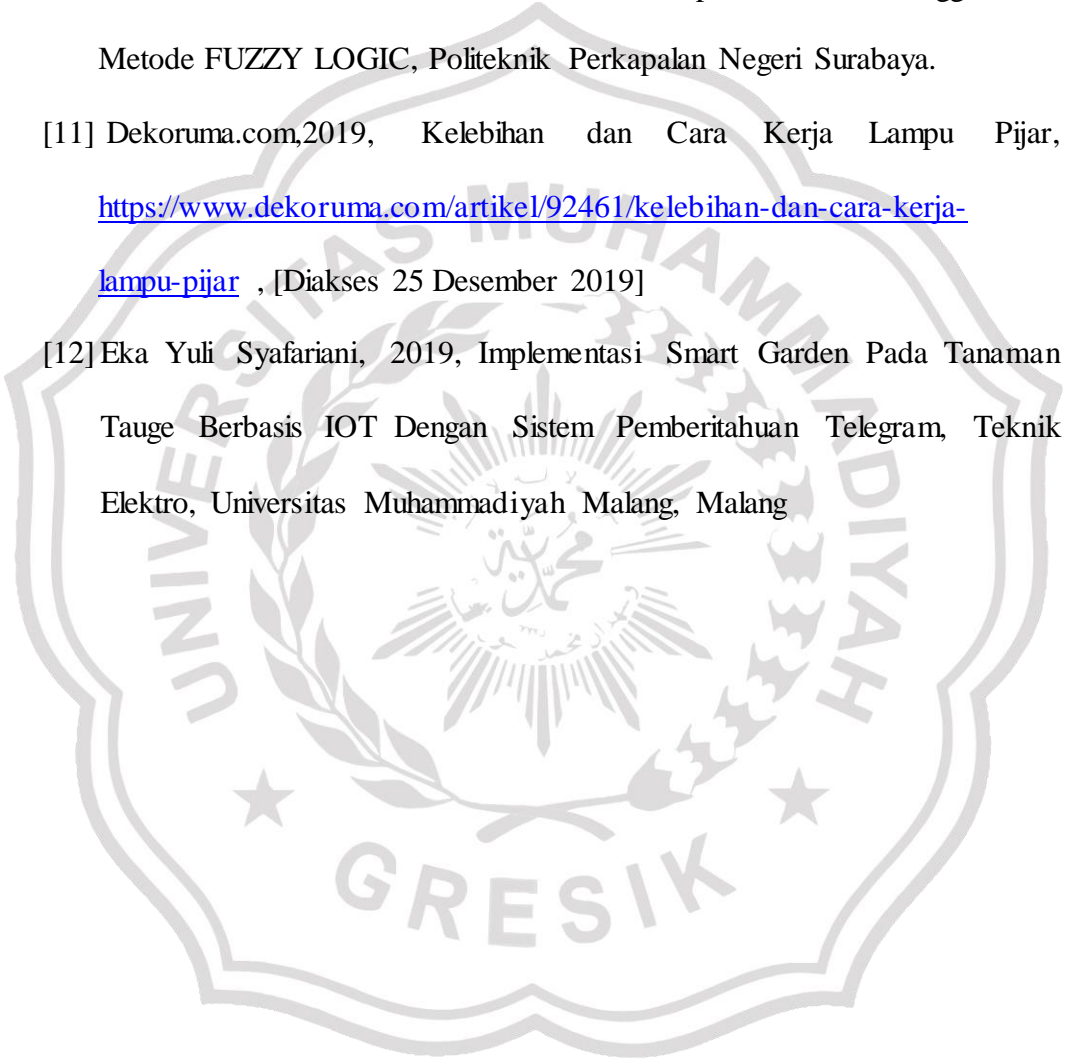 Metode FUZZY LOGIC, Politeknik Perkapalan Negeri Surabaya.
[11] Dekoruma.com,2019, Kelebihan dan Cara Kerja Lampu Pijar,
https://www.dekoruma.com/artikel/92461/kelebihan-dan-cara-kerja-
lampu-pijar , [Diakses 25 Desember 2019]
[12] Eka Yuli Syafariani, 2019, Implementasi Smart Garden Pada Tanaman
Tauge Berbasis IOT Dengan Sistem Pemberitahuan Telegram, Teknik
Elektro, Universitas Muhammadiyah Malang, Malang
UNIVERSITAS MUHAMMADIYAH
محمد
GRESIK